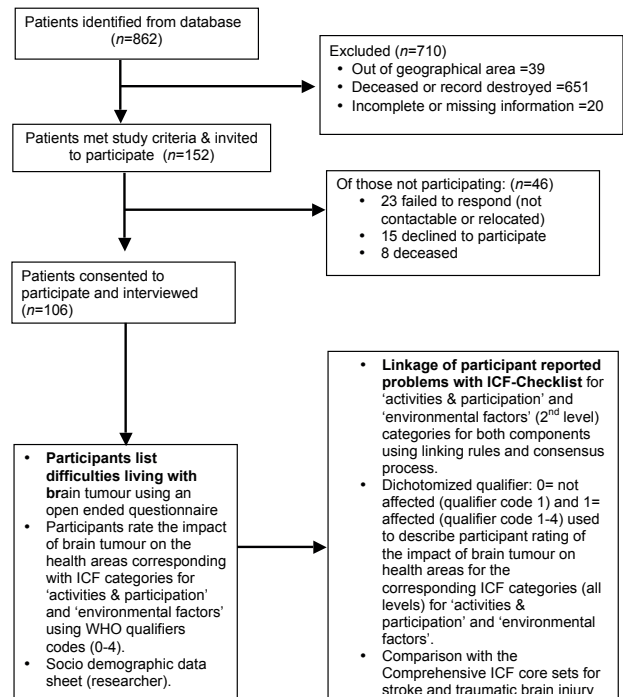 Patients identified from database
(n=862)
Excluded (n=710)
• Out of geographical area =39
• Deceased or record destroyed=651
• Incomplete or missing information =20
Patients met study criteria & invited
to participate (n=152)
Of those not participating: (n=46)
• 23 failed to respond (not
contactable or relocated)
• 15 declined to participate
• 8 deceased
Patients consented to
participate and interviewed
(n=106)
• Participants list
difficulties living with
brain tumour using an
open ended questionnaire
• Participants rate the impact
of brain tumour on the
health areas corresponding
with ICF categories for
‘activities & participation’
and ‘environmental factors’
using WHO qualifiers
codes (0-4).
• Socio demographic data
sheet (researcher).
• Linkage of participant reported
problems with ICF-Checklist for
‘activities & participation’ and
‘environmental factors’ (2nd level)
categories for both components
using linking rules and consensus
process.
• Dichotomized qualifier: 0= not
affected (qualifier code 1) and 1=
affected (qualifier code 1-4) used
to describe participant rating of
the impact of brain tumour on
health areas for the
corresponding ICF categories (all
levels) for ‘activities &
participation’ and ‘environmental
factors’.
• Comparison with the
Comprehensive ICF core sets for
stroke and traumatic brain injury